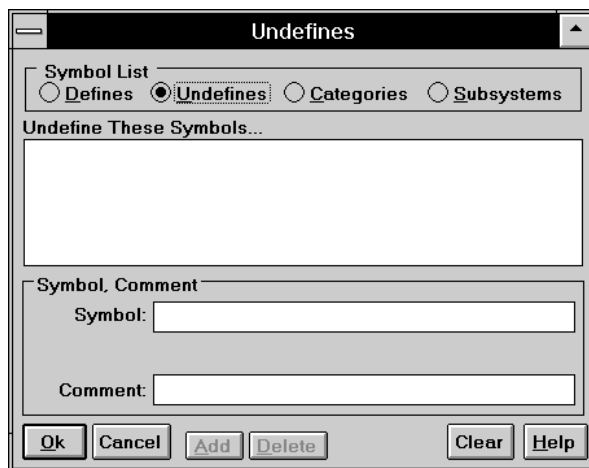 Undefines
Symbol List
Defines Undefines Categories Subsystems
Undefine These Symbols...
Symbol, Comment
Symbol:
Comment:
Ok Cancel Add Delete Clear Help